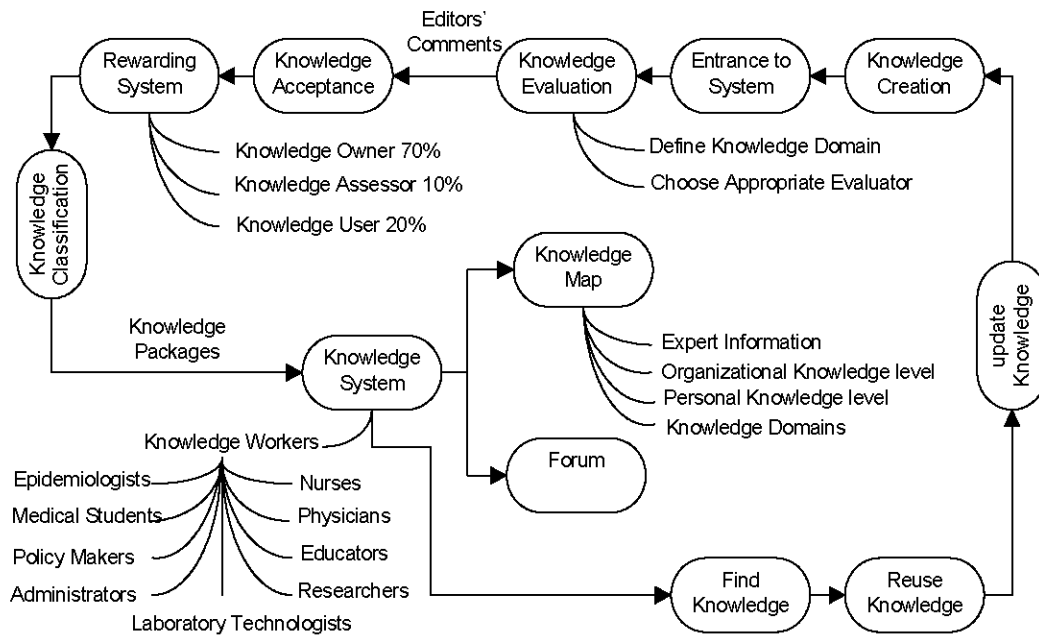 Editors'
Comments
Rewarding
System
Knowledge
Acceptance
Knowledge
Evaluation
Entrance to
System
Knowledge
Creation
Knowledge Owner 70%
Knowledge Assessor 10%
Knowledge User 20%
Define Knowledge Domain
Choose Appropriate Evaluator
Knowledge
Classification
Knowledge
Packages
Knowledge
System
Knowledge
Map
Expert Information
Organizational Knowledge level
Personal Knowledge level
Knowledge Domains
Forum
update
Knowledge
Knowledge Workers
Epidemiologists
Medical Students
Policy Makers
Administrators
Nurses
Physicians
Educators
Researchers
Laboratory Technologists
Find
Knowledge
Reuse
Knowledge